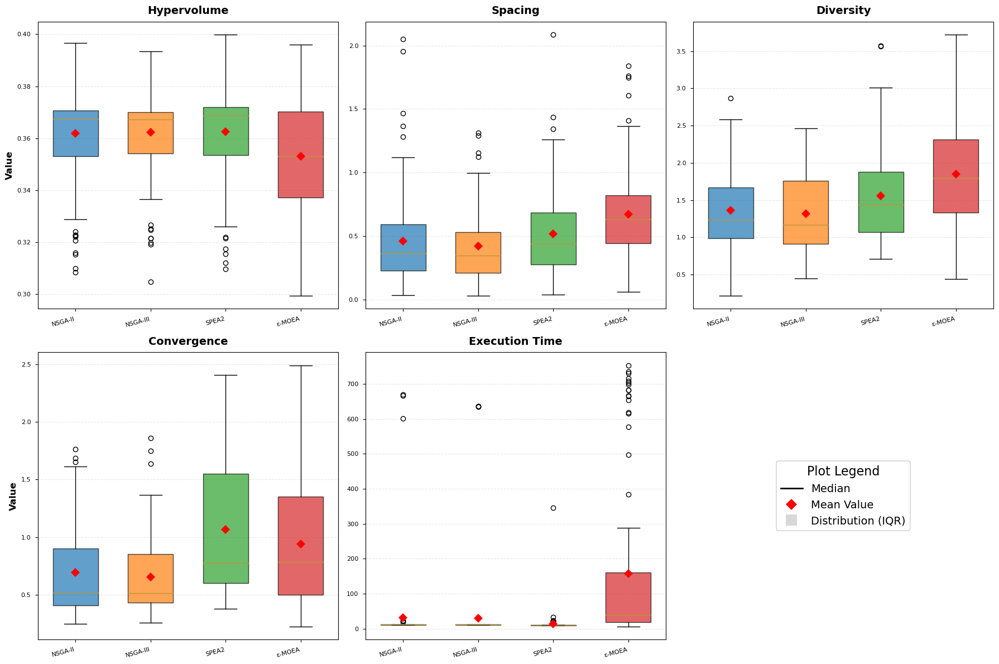 Hypervolume
Value
0.40
0.38
0.36
0.34
0.32
0.30
NSGA-II NSGA-III SPEA2 ε-MOEA
Spacing
2.0
1.5
1.0
0.5
0.0
NSGA-II NSGA-III SPEA2 ε-MOEA
Diversity
3.5
3.0
2.5
2.0
1.5
1.0
0.5
NSGA-II NSGA-III SPEA2 ε-MOEA
Convergence
Value
2.5
2.0
1.5
1.0
0.5
NSGA-II NSGA-III SPEA2 ε-MOEA
Execution Time
700
600
500
400
300
200
100
0
NSGA-II NSGA-III SPEA2 ε-MOEA
Plot Legend
Median
Mean Value
Distribution (IQR)